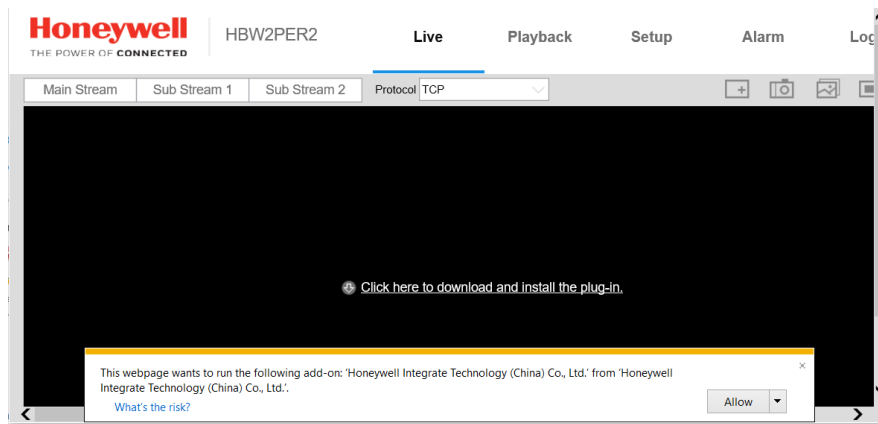 Honeywell
THE POWER OF CONNECTED
HBW2PER2
Live
Playback
Setup
Alarm
Main Stream
Sub Stream 1
Sub Stream 2
Protocol TCP
Click here to download and install the plug-in.
This webpage wants to run the following add-on: 'Honeywell Integrate Technology (China) Co., Ltd.' from 'Honeywell
Integrate Technology (China) Co., Ltd.'.
What's the risk?
Allow